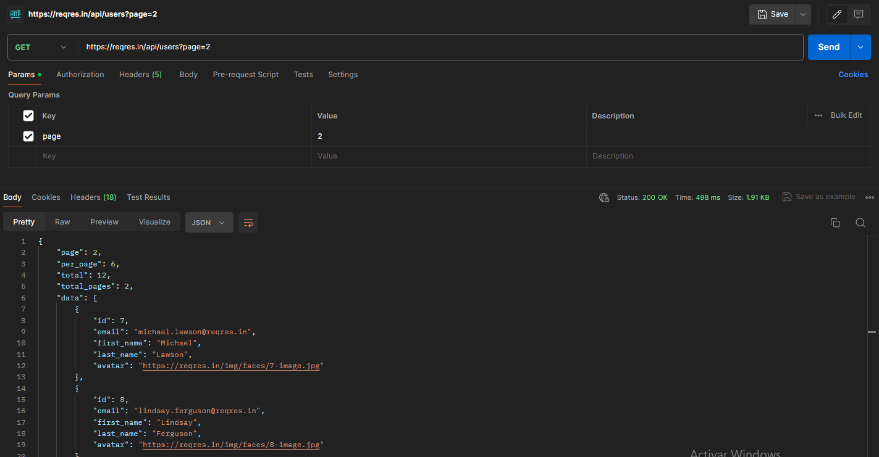 HTTP https://reqres.in/api/users?page=2 Save
GET https://reqres.in/api/users?page=2 Send
Params Authorization Headers (5) Body Pre-request Script Tests Settings Cookies
Query Params
Key Value Description ... Bulk Edit
page 2
Key Value Description
Body Cookies Headers (18) Test Results Status: 200 OK Time: 498 ms Size: 1.91 KB Save as example
Pretty Raw Preview Visualize JSON
1 {
2 "page": 2,
3 "per_page": 6,
4 "total": 12,
5 "total_pages": 2,
6 "data": [
7 {
8 "id": 7,
9 "email": "michael.lawson@reqres.in",
10 "first_name": "Michael",
11 "last_name": "Lawson",
12 "avatar": "https://reqres.in/img/faces/7-image.jpg"
13 },
14 {
15 "id": 8,
16 "email": "lindsay.ferguson@reqres.in",
17 "first_name": "Lindsay",
18 "last_name": "Ferguson",
19 "avatar": "https://reqres.in/img/faces/8-image.jpg"
20 }
Activar Windows